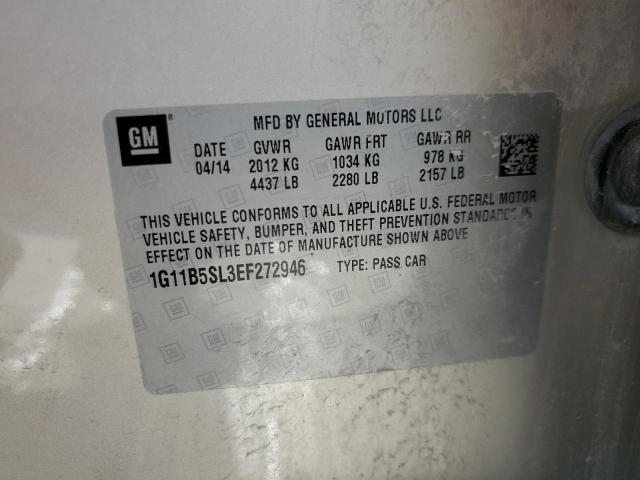 GM
MFD BY GENERAL MOTORS LLC
DATE GVWR GAWR FRT GAWR RR
04/14 2012 KG 1034 KG 978 KG
4437 LB 2280 LB 2157 LB
THIS VEHICLE CONFORMS TO ALL APPLICABLE U.S. FEDERAL MOTOR
VEHICLE SAFETY, BUMPER, AND THEFT PREVENTION STANDARDS IN
EFFECT ON THE DATE OF MANUFACTURE SHOWN ABOVE
1G11B5SL3EF272946 TYPE: PASS CAR